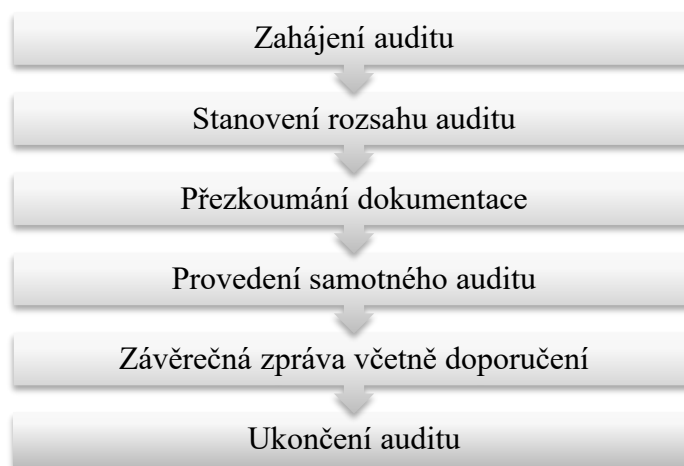 Zahájení auditu
Stanovení rozsahu auditu
Přezkoumání dokumentace
Provedení samotného auditu
Závěrečná zpráva včetně doporučení
Ukončení auditu